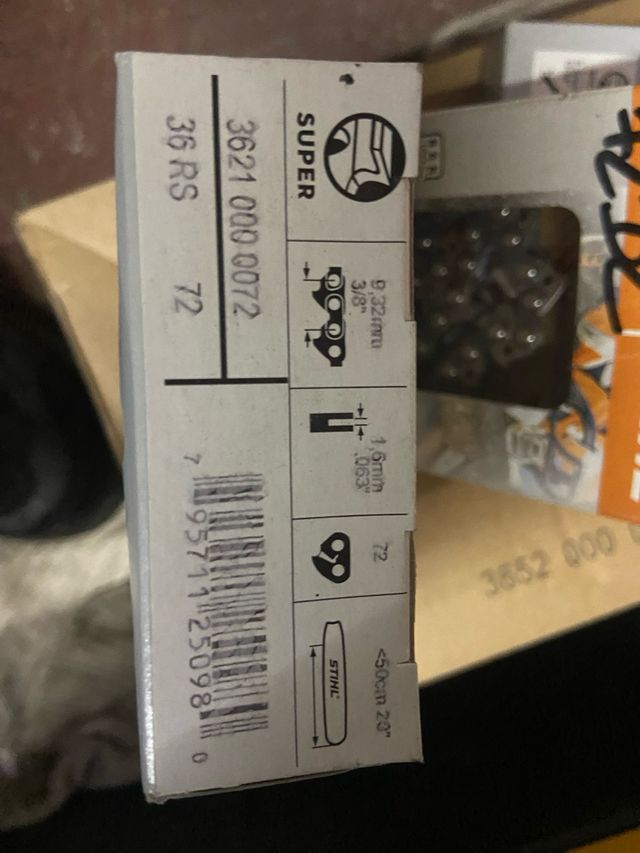 SUPER
9,32mm
3/8"
1,6mm
.063"
72
<50cm 20"
STIHL
3621 000 0072
36 RS 72
7 95711 25098 0
3652 000